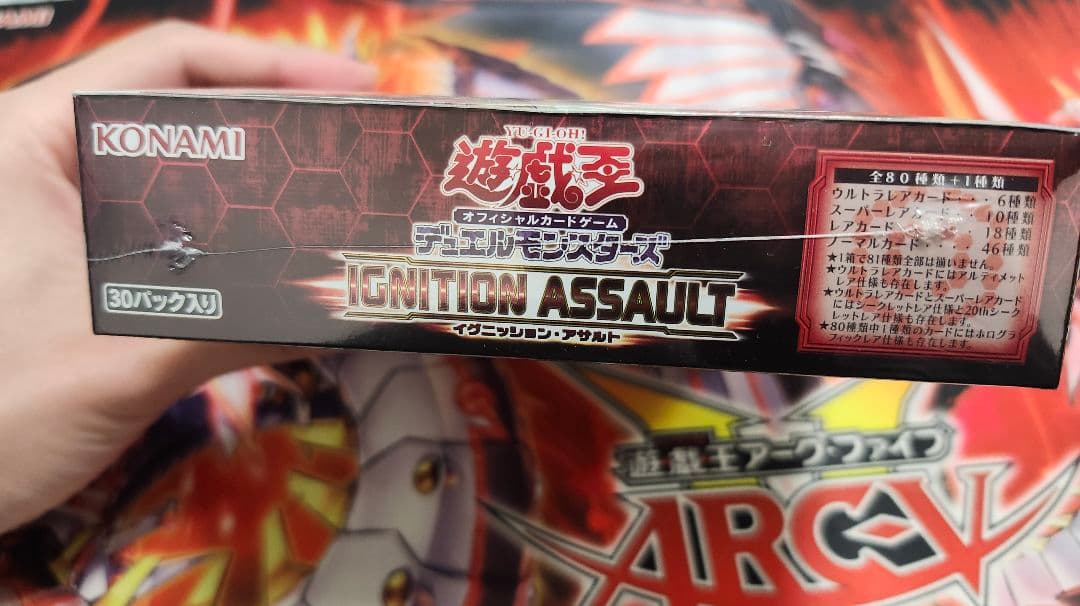 KONAMI
YU-GI-OH!
遊戯王
オフィシャルカードゲーム
デュエルモンスターズ
IGNITION ASSAULT
イグニッション・アサルト
30パック入り
全80種類+1種類
ウルトラレアカード・・・6種類
スーパーレア 10種類
レアカード・・ 18種類
ノーマルカード・・ 46種類
★1箱で81種類全部は揃いません。
★ウルトラレアカードにはアルティメット
レア仕様も存在します。
★ウルトラレアカードとスーパーレアカード
にはシークレットレア仕様と20thシーク
レットレア仕様も存在します。
★80種類中1種類のカードにはホログラ
フィックレア仕様も存在します。
遊☆戯☆王アーク・ファイブ
ARC-V